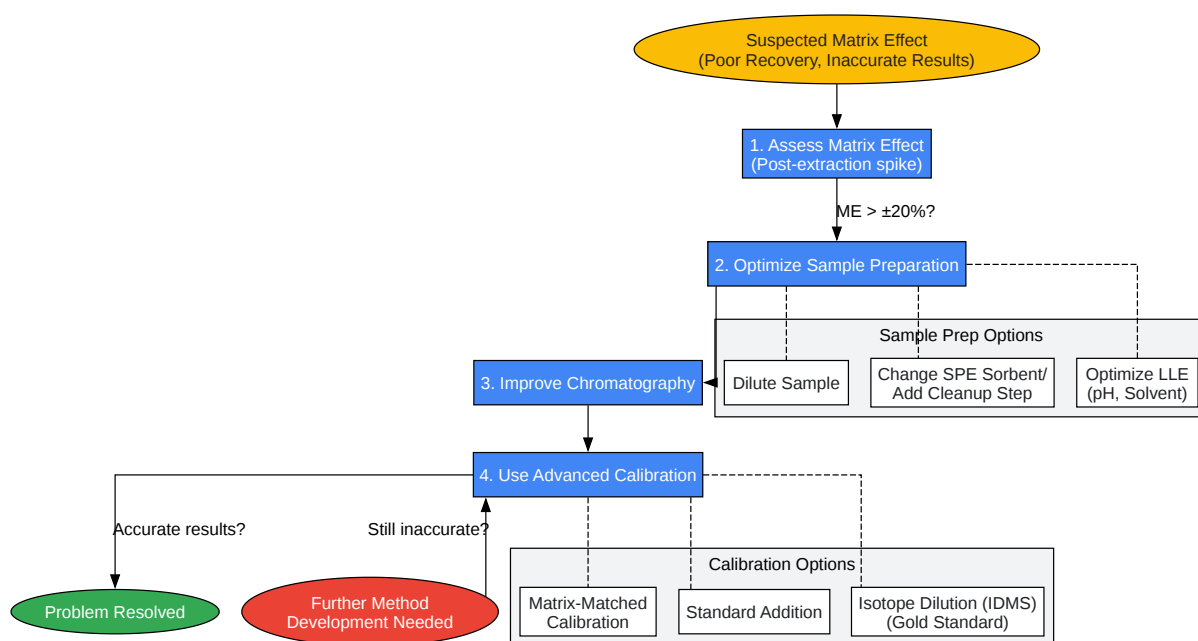 Suspected Matrix Effect
(Poor Recovery, Inaccurate Results)
1. Assess Matrix Effect
(Post-extraction spike)
ME > ±20%?
2. Optimize Sample Preparation
Sample Prep Options
Dilute Sample
Change SPE Sorbent/
Add Cleanup Step
Optimize LLE
(pH, Solvent)
3. Improve Chromatography
4. Use Advanced Calibration
Accurate results?
Still inaccurate?
Problem Resolved
Further Method
Development Needed
Calibration Options
Matrix-Matched
Calibration
Standard Addition
Isotope Dilution (IDMS)
(Gold Standard)